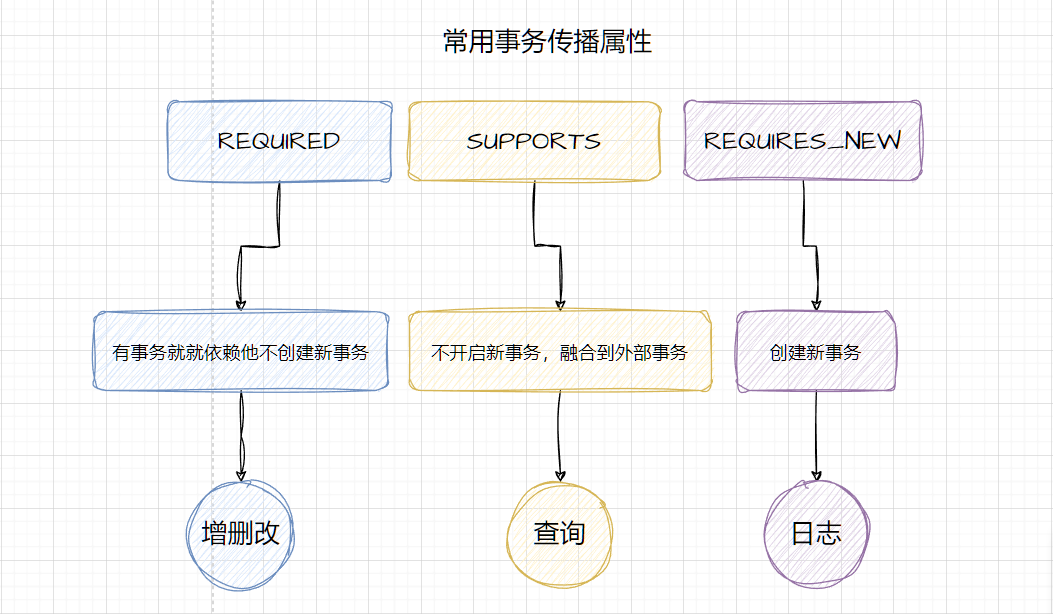 常用事务传播属性
REQUIRED
SUPPORTS
REQUIRES_NEW
有事务就就依赖他不创建新事务
不开启新事务，融合到外部事务
创建新事务
增删改
查询
日志